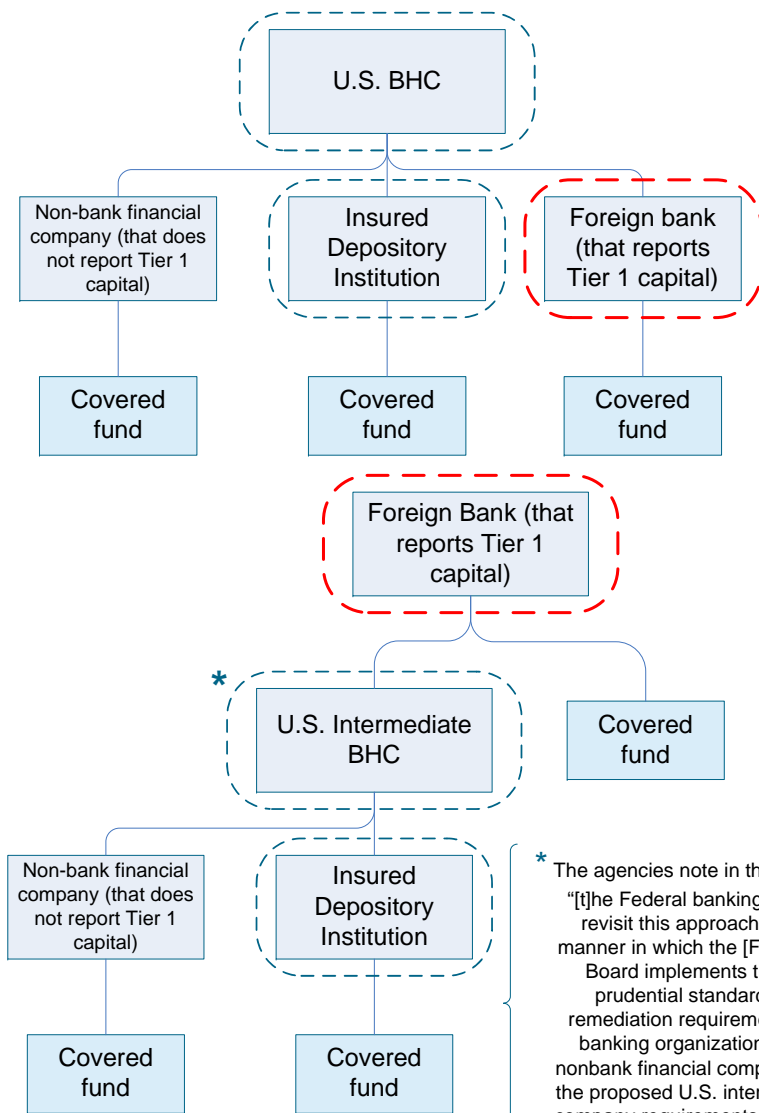 U.S. BHC
Non-bank financial
company (that does
not report Tier 1
capital)
Insured
Depository
Institution
Foreign bank
(that reports
Tier 1 capital)
Covered
fund
Covered
fund
Covered
fund
Foreign Bank (that
reports Tier 1
capital)
*
U.S. Intermediate
BHC
Covered
fund
Non-bank financial
company (that does
not report Tier 1
capital)
Insured
Depository
Institution
Covered
fund
Covered
fund
* The agencies note in th
"[t]he Federal banking
revisit this approach
manner in which the [F
Board implements t
prudential standard
remediation requireme
banking organization
nonbank financial comp
the proposed U.S. inter
company requirements